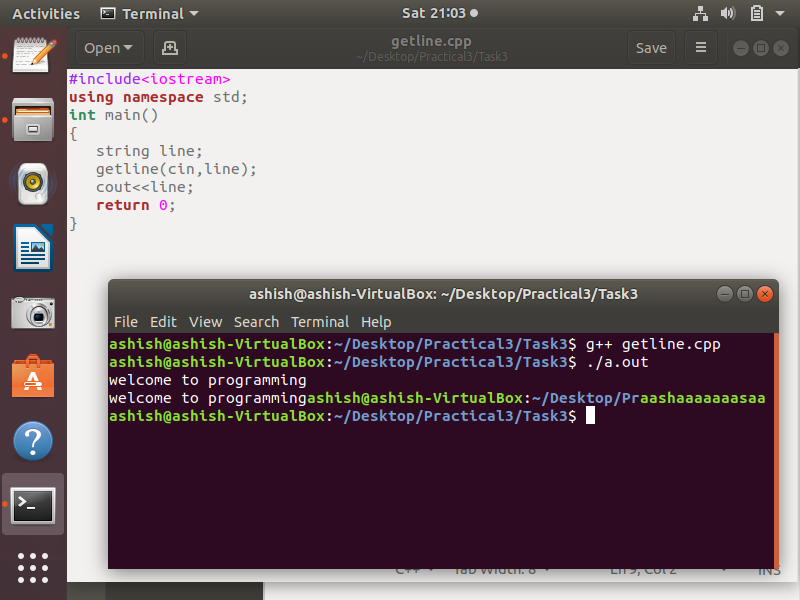 Activities Terminal Sat 21:03
Open getline.cpp Save
~/Desktop/Practical3/Task3
#include<iostream>
using namespace std;
int main()
{
string line;
getline(cin,line);
cout<<line;
return 0;
}
ashish@ashish-VirtualBox: ~/Desktop/Practical3/Task3
File Edit View Search Terminal Help
ashish@ashish-VirtualBox:~/Desktop/Practical3/Task3$ g++ getline.cpp
ashish@ashish-VirtualBox:~/Desktop/Practical3/Task3$ ./a.out
welcome to programming
welcome to programmingashish@ashish-VirtualBox:~/Desktop/Praashaaaaaaasaa
ashish@ashish-VirtualBox:~/Desktop/Practical3/Task3$
C++ Tab Width: 8 Ln 9, Col 2 INS